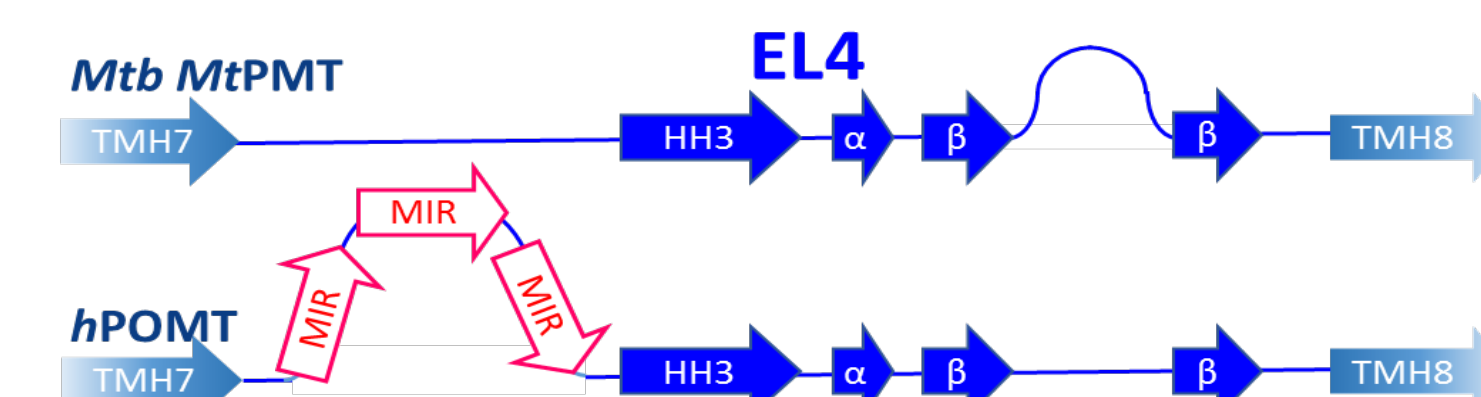 EL4
Mtb MtPMT
TMH7 HH3 α β β TMH8
MIR
MIR MIR
hPOMT
TMH7 HH3 α β β TMH8